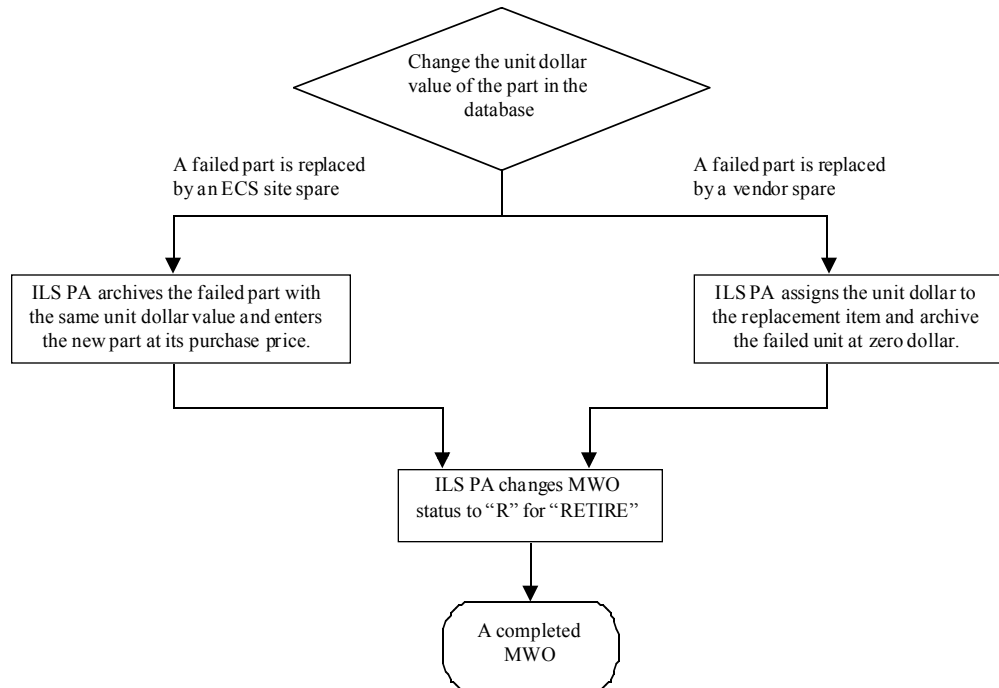 Change the unit dollar
value of the part in the
database
A failed part is replaced
by an ECS site spare
A failed part is replaced
by a vendor spare
ILS PA archives the failed part with
the same unit dollar value and enters
the new part at its purchase price.
ILS PA assigns the unit dollar to
the replacement item and archive
the failed unit at zero dollar.
ILS PA changes MWO
status to “R” for “RETIRE”
A completed
MWO